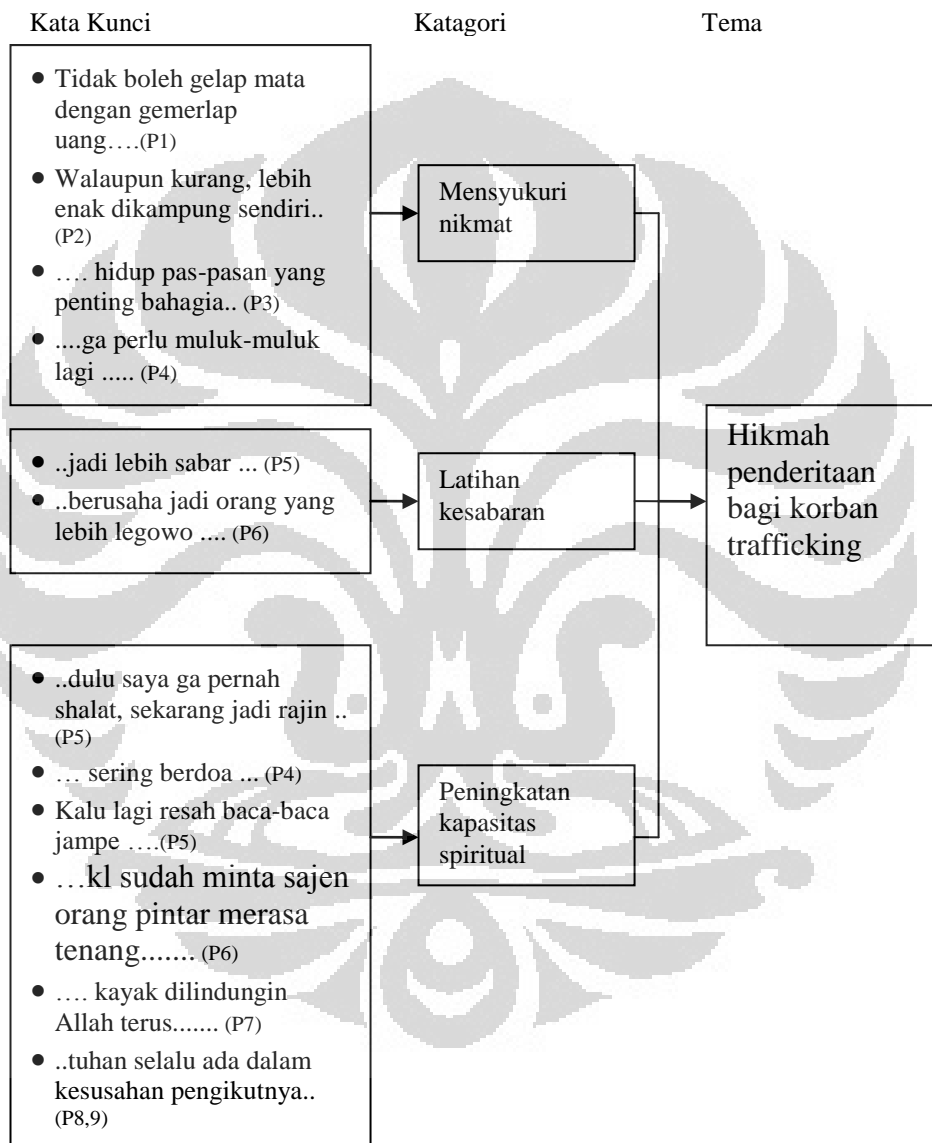 Kata Kunci Katagori Tema
• Tidak boleh gelap mata
dengan gemerlap
uang….(P1)
• Walaupun kurang, lebih
enak dikampung sendiri..
(P2)
• …. hidup pas-pasan yang
penting bahagia.. (P3)
• ....ga perlu muluk-muluk
lagi ..... (P4)
Mensyukuri
nikmat
• ..jadi lebih sabar ... (P5)
• ..berusaha jadi orang yang
lebih legowo .... (P6)
Latihan
kesabaran
Hikmah
penderitaan
bagi korban
trafficking
• ..dulu saya ga pernah
shalat, sekarang jadi rajin ..
(P5)
• … sering berdoa ... (P4)
• Kalu lagi resah baca-baca
jampe ….(P5)
• …kl sudah minta sajen
orang pintar merasa
tenang....... (P6)
• …. kayak dilindungin
Allah terus....... (P7)
• ..tuhan selalu ada dalam
kesusahan pengikutnya..
(P8,9)
Peningkatan
kapasitas
spiritual